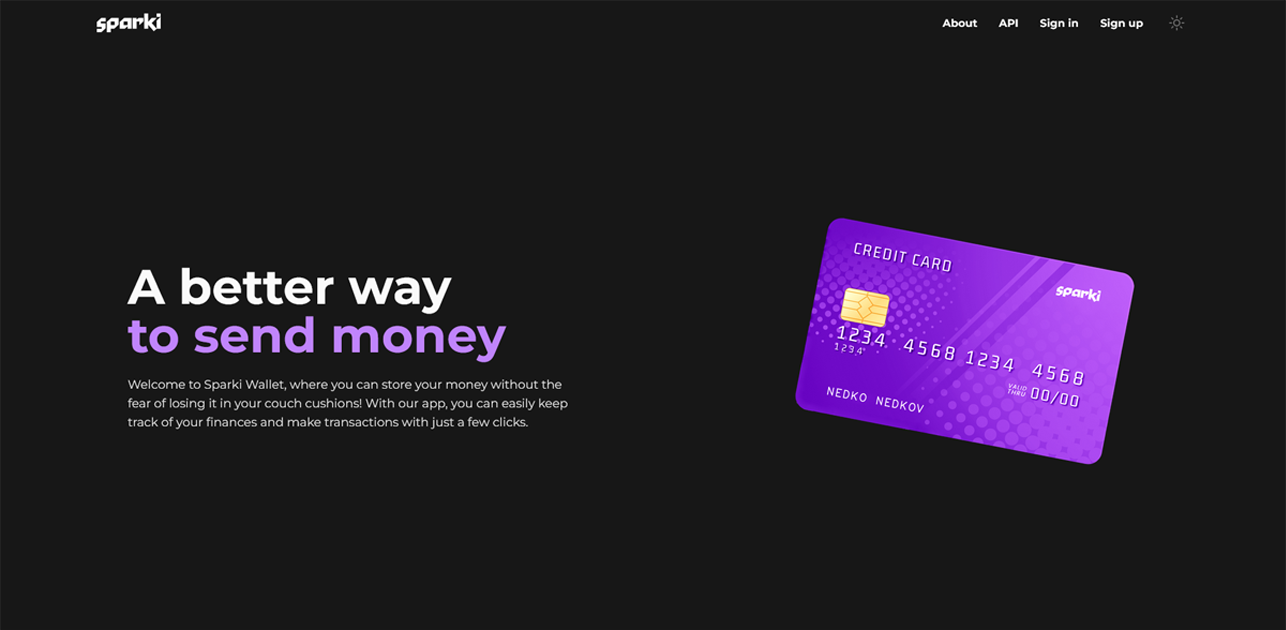 sparki
About API Sign in Sign up
A better way
to send money
Welcome to Sparki Wallet, where you can store your money without the
fear of losing it in your couch cushions! With our app, you can easily keep
track of your finances and make transactions with just a few clicks.
CREDIT CARD
sparki
1234 4568 1234 4568
1234
VALID
THRU 00/00
NEDKO NEDKOV